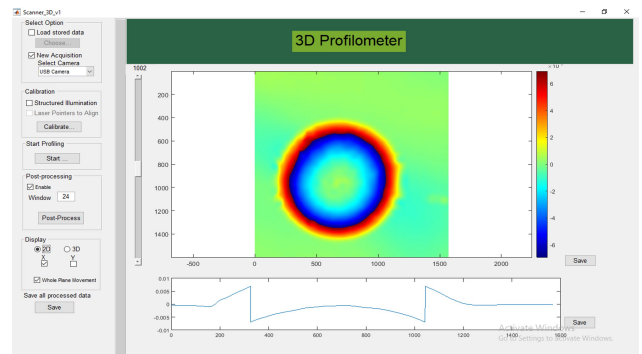 Scanner_3D_v1
Select Option
Load stored data
Choose...
New Acquisition
Select Camera
USB Camera
Calibration
Structured Illumination
Laser Pointers to Align
Calibrate...
Start Profiling
Start ...
Post-processing
Enable
Window 24
Post-Process
Display
2D 3D
X Y
Whole Plane Movement
Save all processed data
Save
3D Profilometer
1002
200
400
600
800
1000
1200
1400
-500 0 500 1000 1500 2000
6
4
2
0
-2
-4
-6
Save
0.01
0.005
0
-0.005
-0.01
0 200 400 600 800 1000 1200 1400 1600
Save
Activate Windows
Go to Settings to activate Windows.